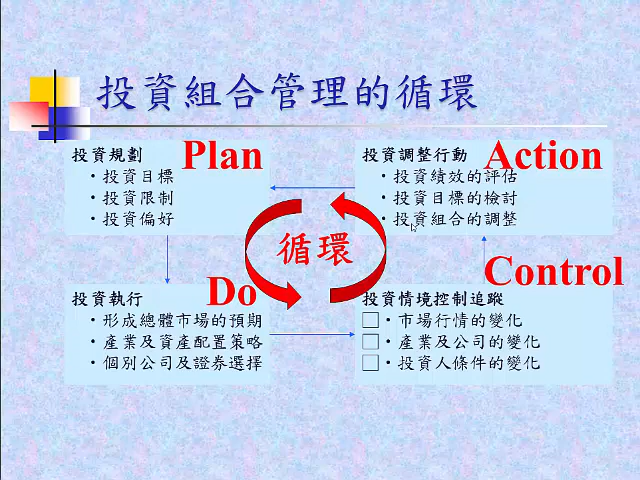 投資組合管理的循環
投資規劃 Plan
・投資目標
・投資限制
・投資偏好
投資調整行動 Action
・投資績效的評估
・投資目標的檢討
・投資組合的調整
循環
投資執行 Do
・形成總體市場的預期
・產業及資產配置策略
・個別公司及證券選擇
Control
投資情境控制追蹤
□・市場行情的變化
□・產業及公司的變化
□・投資人條件的變化